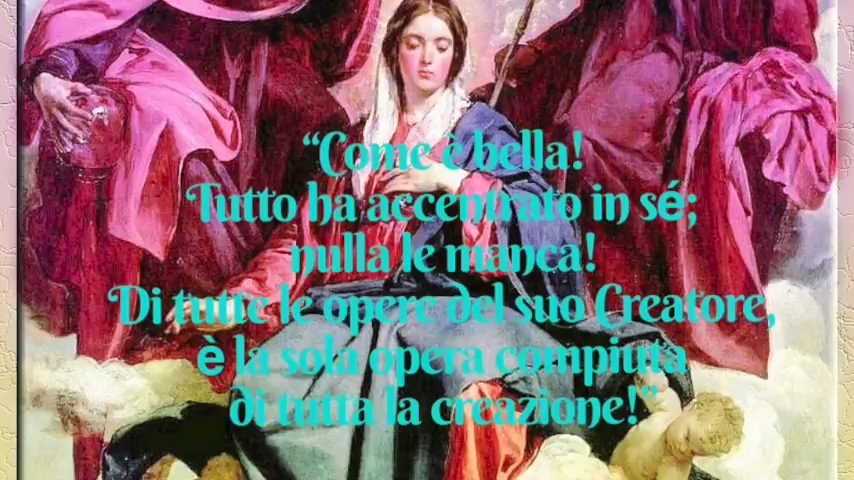 “Come è bella!
Tutto ha accentrato in sé;
nulla le manca!
Di tutte le opere del suo Creatore,
è la sola opera compiuta
di tutta la creazione!”